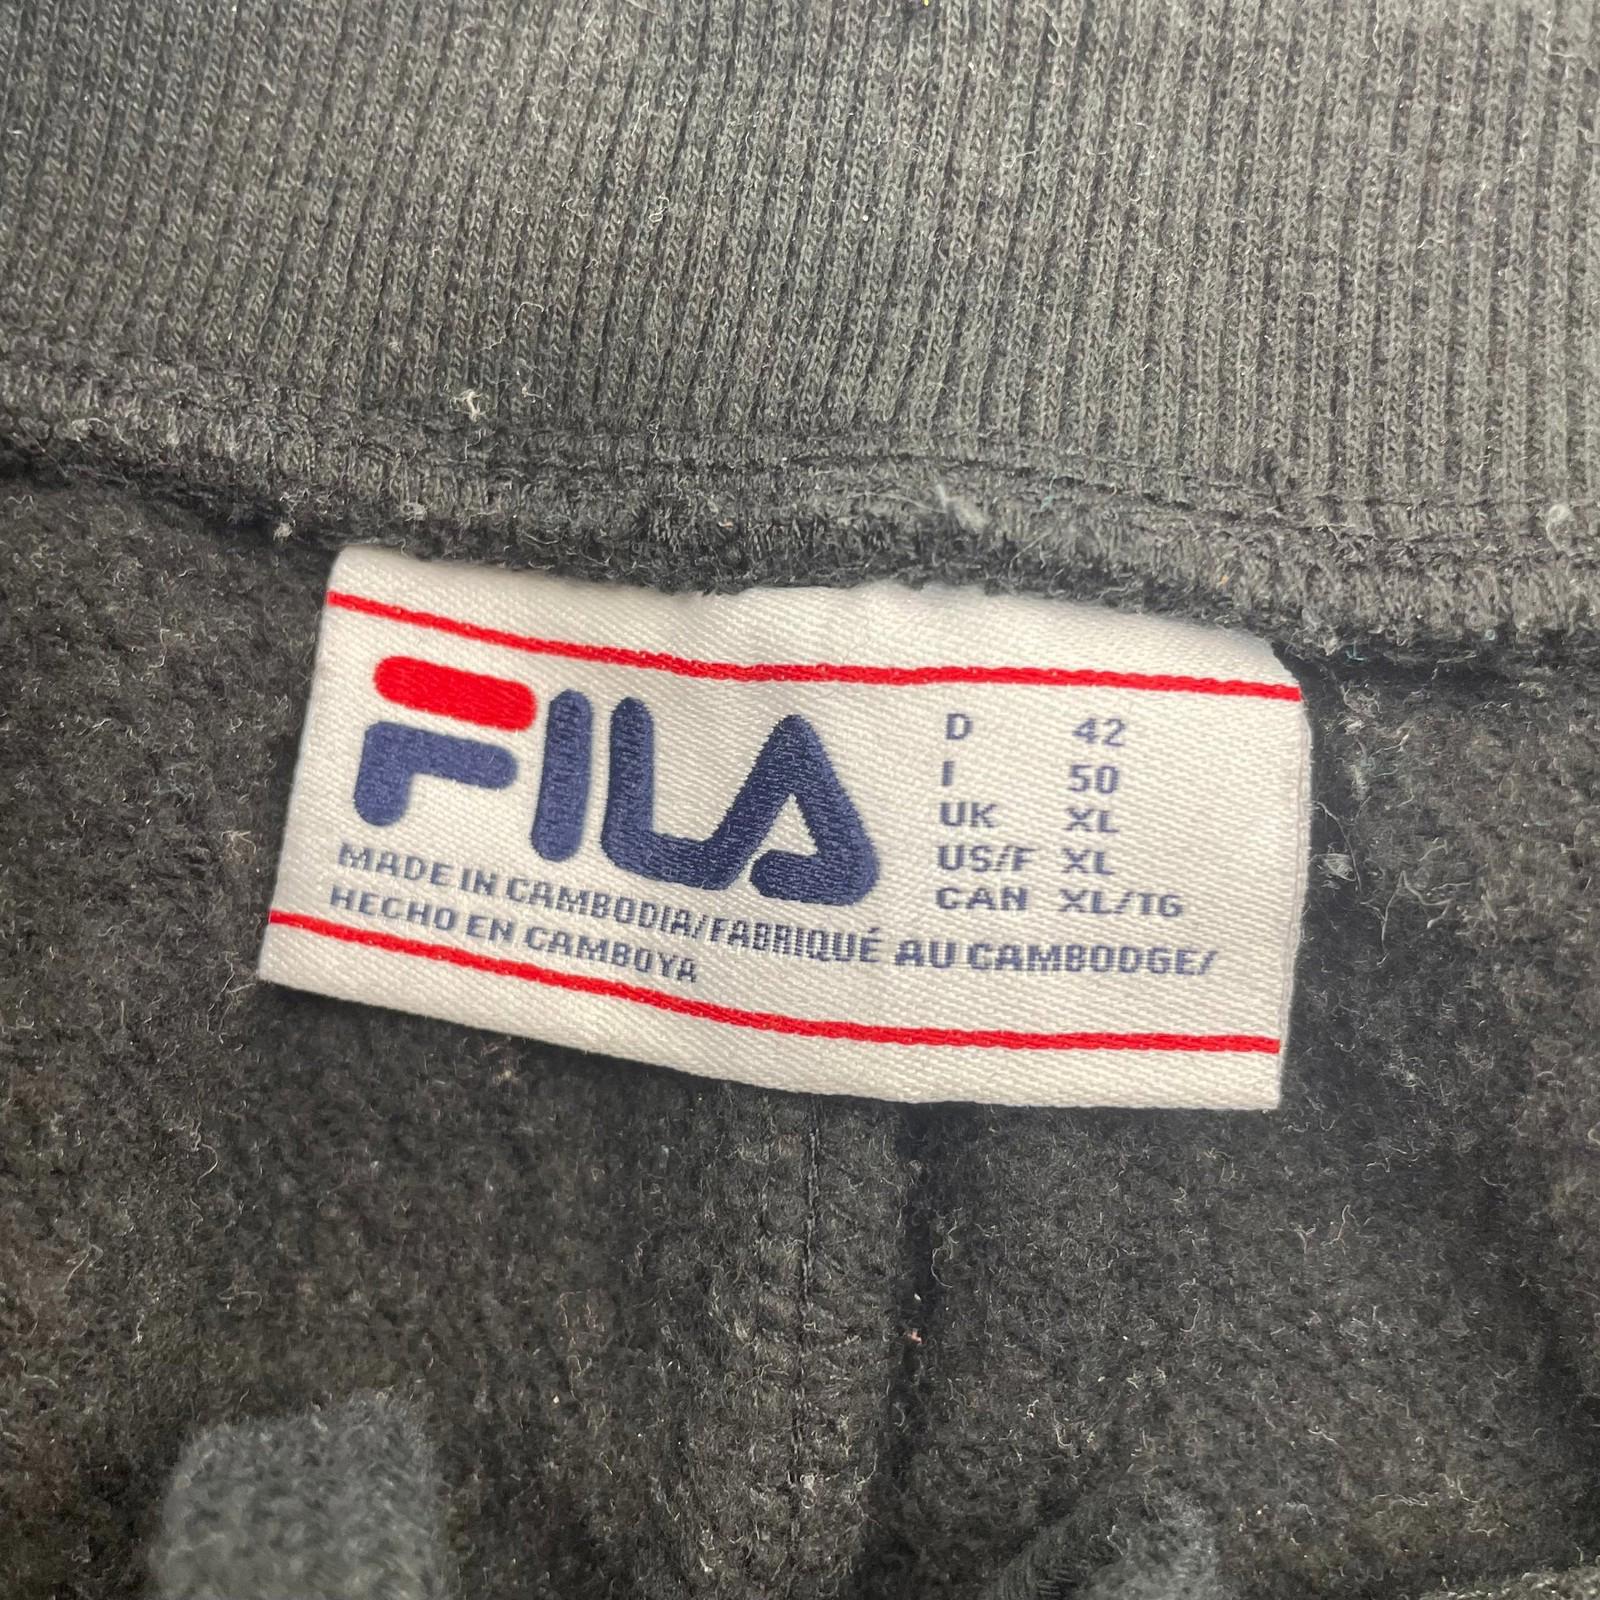 FILA
D 42
I 50
UK XL
US/F XL
CAN XL/TG
MADE IN CAMBODIA/FABRIQUÉ AU CAMBODGE/
HECHO EN CAMBOYA